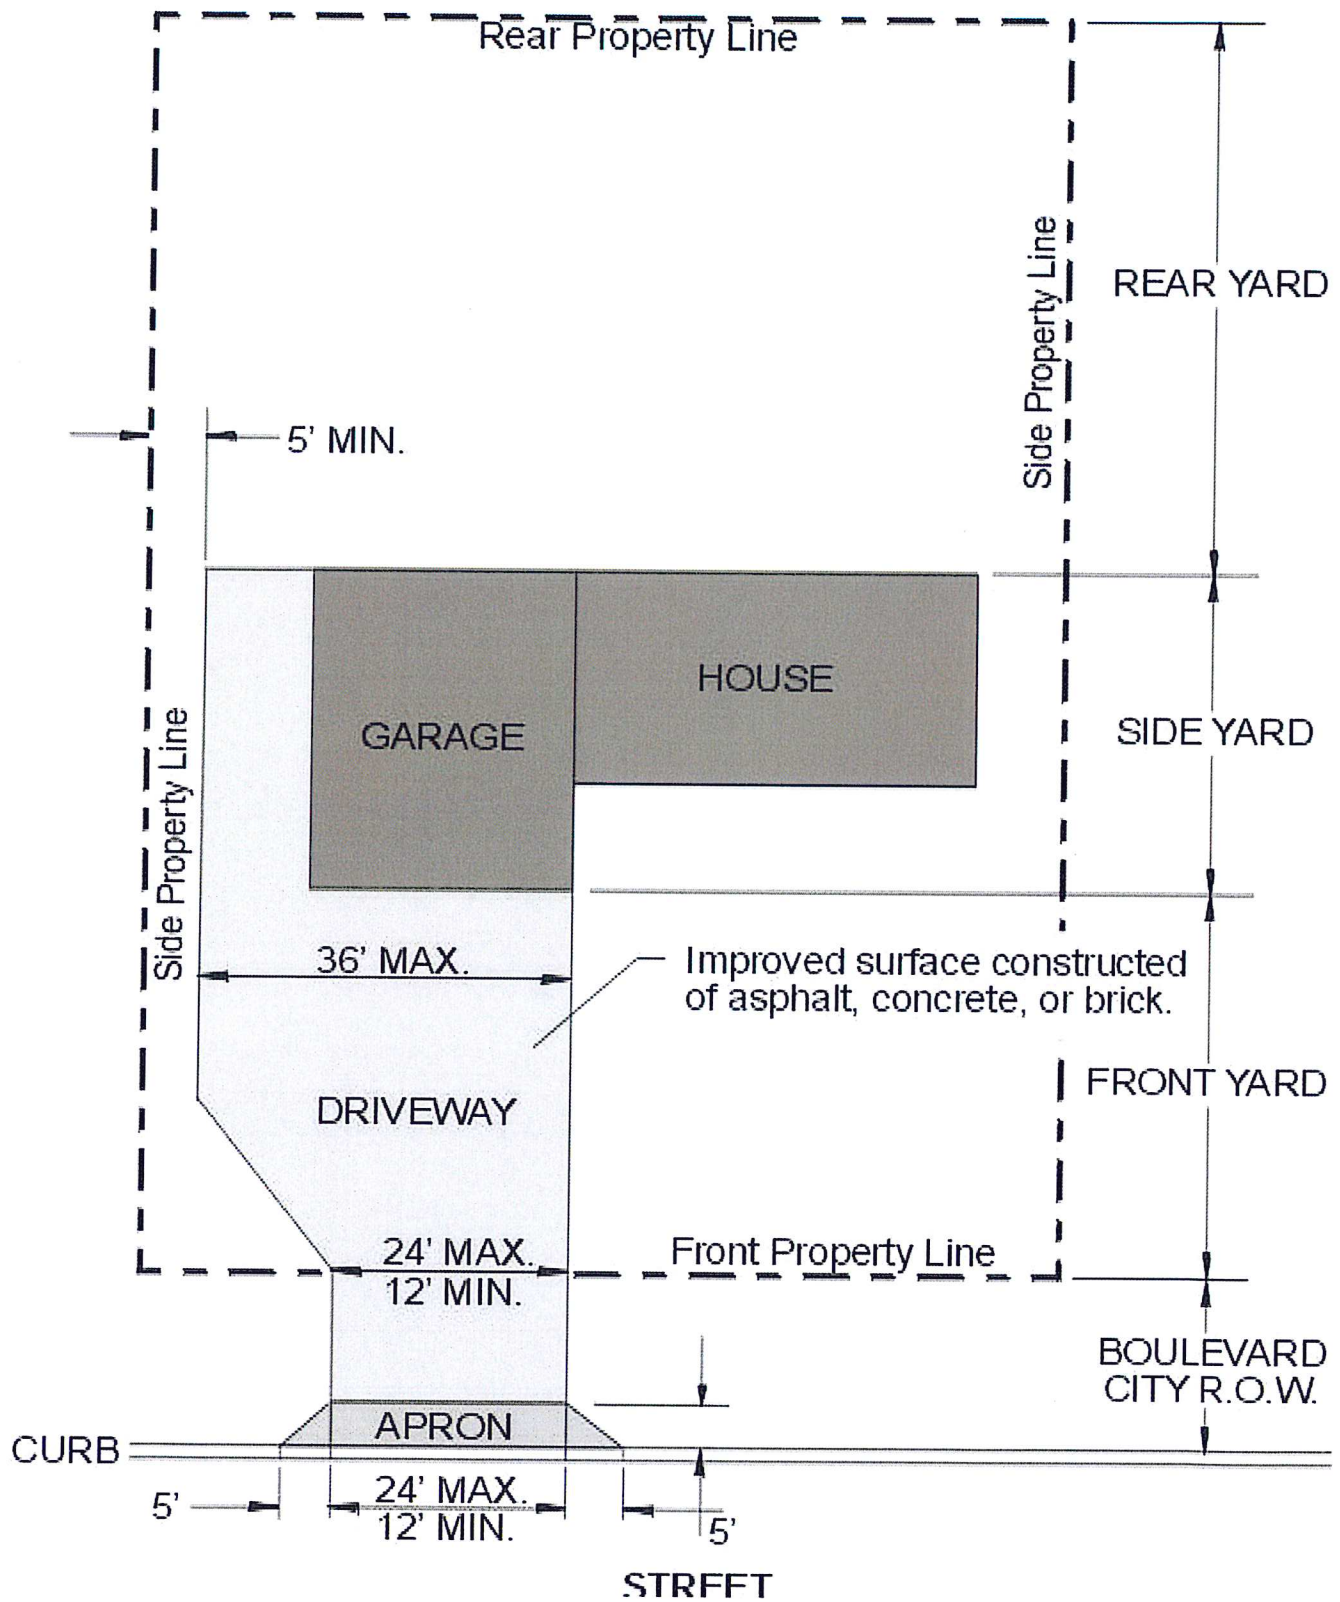 Rear Property Line
Side Property Line
REAR YARD
5' MIN.
HOUSE
GARAGE
SIDE YARD
Side Property Line
36' MAX.
Improved surface constructed
of asphalt, concrete, or brick.
DRIVEWAY
FRONT YARD
24' MAX.
12' MIN.
Front Property Line
BOULEVARD
CITY R.O.W.
APRON
CURB
5'
24' MAX.
12' MIN.
5'
STREET